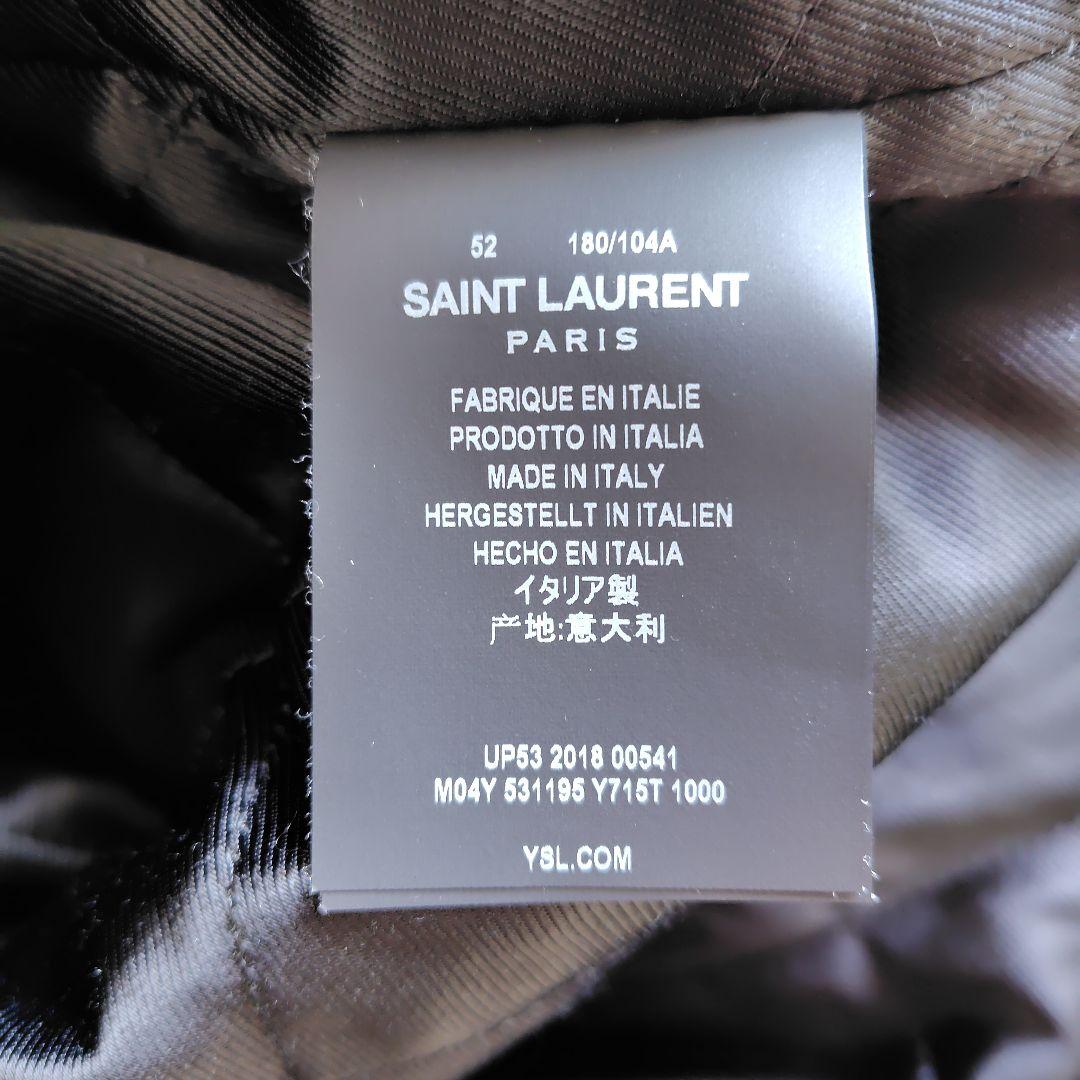 52 180/104A
SAINT LAURENT
PARIS
FABRIQUE EN ITALIE
PRODOTTO IN ITALIA
MADE IN ITALY
HERGESTELLT IN ITALIEN
HECHO EN ITALIA
イタリア製
产地:意大利
UP53 2018 00541
M04Y 531195 Y715T 1000
YSL.COM